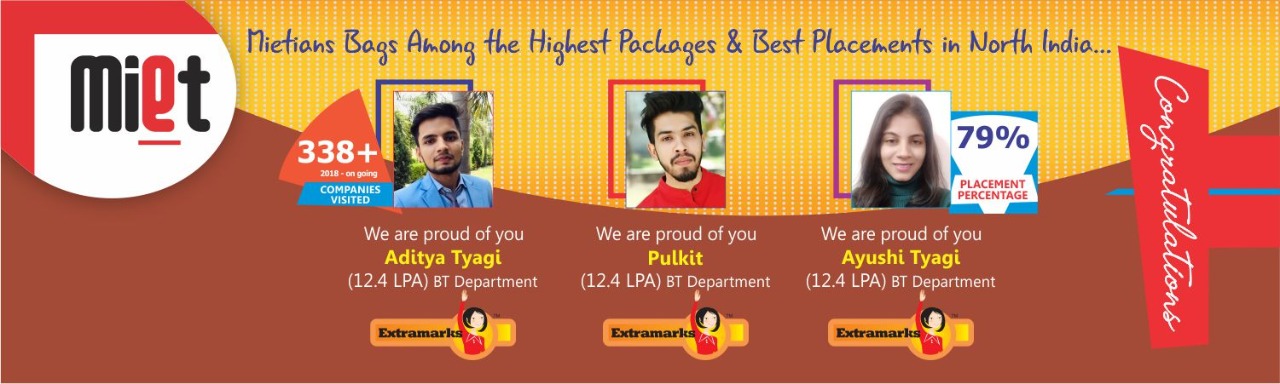 miet
Mietians Bags Among the Highest Packages & Best Placements in North India...
338+
2018 - on going
COMPANIES
VISITED
79%
PLACEMENT
PERCENTAGE
Congratulations
We are proud of you
Aditya Tyagi
(12.4 LPA) BT Department
Extramarks
TM
We are proud of you
Pulkit
(12.4 LPA) BT Department
Extramarks
TM
We are proud of you
Ayushi Tyagi
(12.4 LPA) BT Department
Extramarks
TM